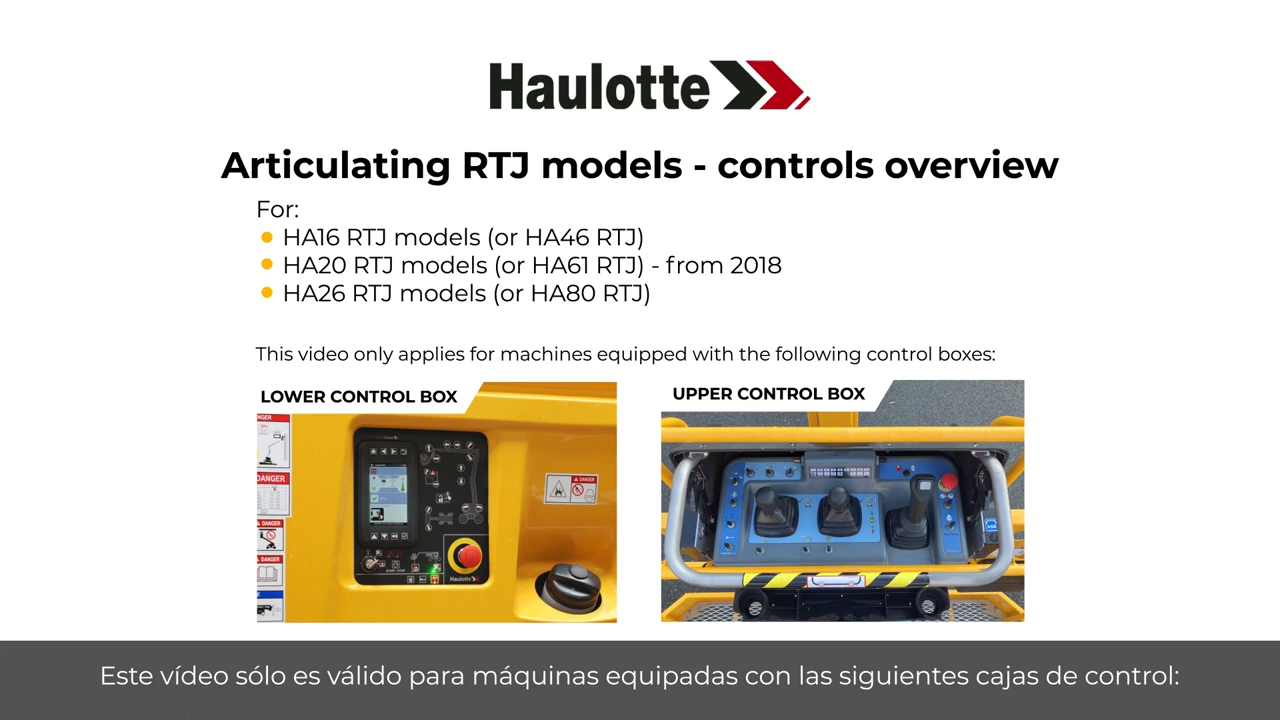 Haulotte
Articulating RTJ models - controls overview
For:
HA16 RTJ models (or HA46 RTJ)
HA20 RTJ models (or HA61 RTJ) - from 2018
HA26 RTJ models (or HA80 RTJ)
This video only applies for machines equipped with the following control boxes:
LOWER CONTROL BOX
UPPER CONTROL BOX
DANGER
DANGER
DANGER
DANGER
Haulotte
Este vídeo sólo es válido para máquinas equipadas con las siguientes cajas de control: